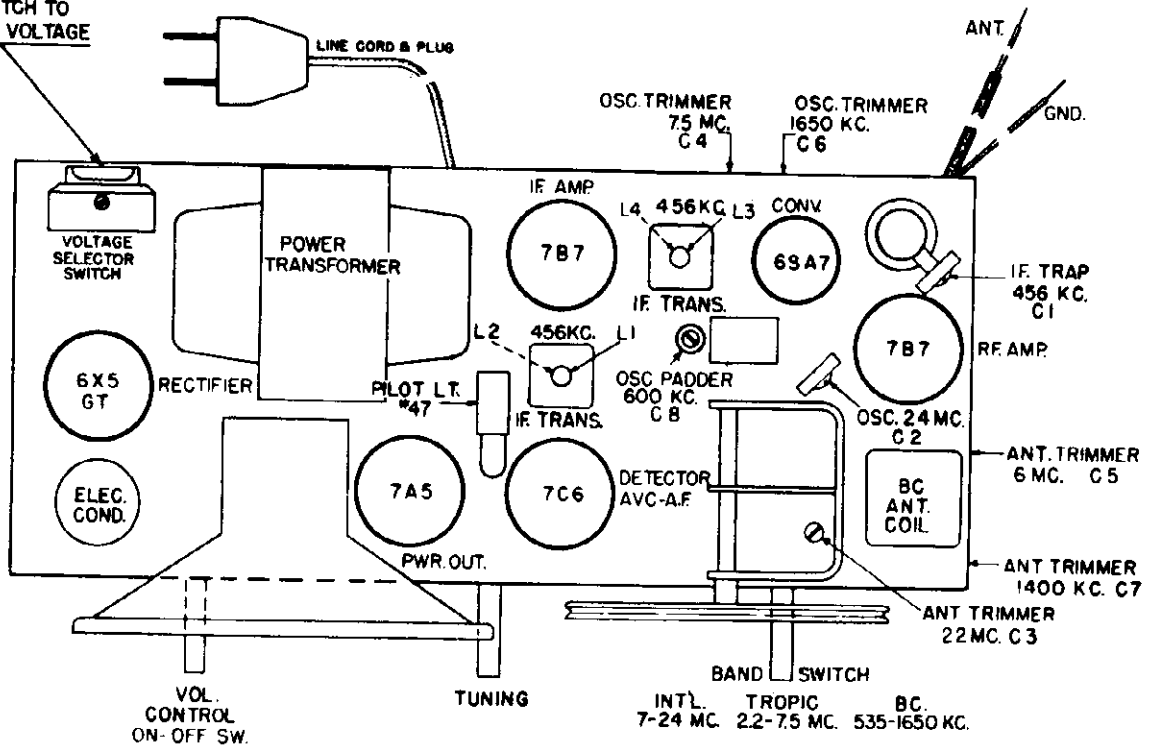 TCH TO
VOLTAGE
LINE CORD & PLUG
ANT.
GND.
OSC. TRIMMER
7.5 MC.
C4
OSC. TRIMMER
1650 KC.
C6
VOLTAGE
SELECTOR
SWITCH
POWER
TRANSFORMER
I.F. AMP.
7B7
L4 456 KC. L3
I.F. TRANS.
CONV.
6SA7
I.F. TRAP
456 KC.
C1
7B7
R.F. AMP.
6X5
GT
RECTIFIER
PILOT LT.
#47
L2 456KC. L1
I.F. TRANS.
OSC. PADDER
600 KC.
C8
OSC. 24 MC.
C2
ANT. TRIMMER
6 MC. C5
ELEC.
COND.
7A5
PWR. OUT.
7C6
DETECTOR
AVC-A.F.
BC
ANT.
COIL
ANT TRIMMER
1400 KC. C7
ANT TRIMMER
22 MC. C3
VOL.
CONTROL
ON-OFF SW.
TUNING
BAND SWITCH
INT'L. TROPIC BC.
7-24 MC. 2.2-7.5 MC. 535-1650 KC.